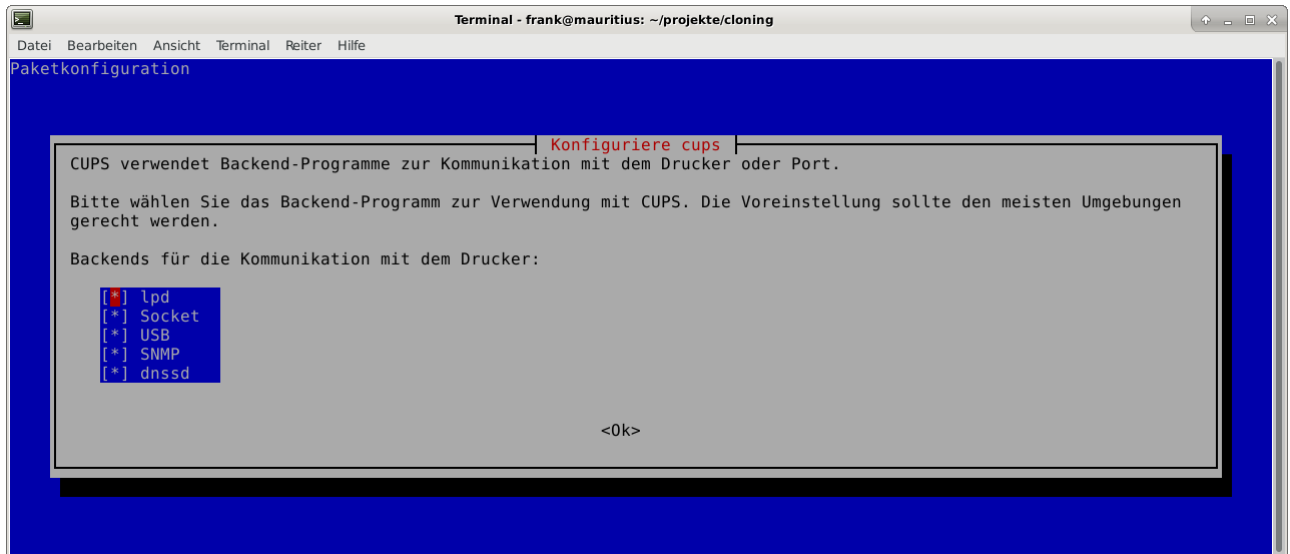 Terminal - frank@mauritius: ~/projekte/cloning
Datei Bearbeiten Ansicht Terminal Reiter Hilfe
Paketkonfiguration
Konfiguriere cups
CUPS verwendet Backend-Programme zur Kommunikation mit dem Drucker oder Port.
Bitte wählen Sie das Backend-Programm zur Verwendung mit CUPS. Die Voreinstellung sollte den meisten Umgebungen
gerecht werden.
Backends für die Kommunikation mit dem Drucker:
[*] lpd
[*] Socket
[*] USB
[*] SNMP
[*] dnssd
<Ok>